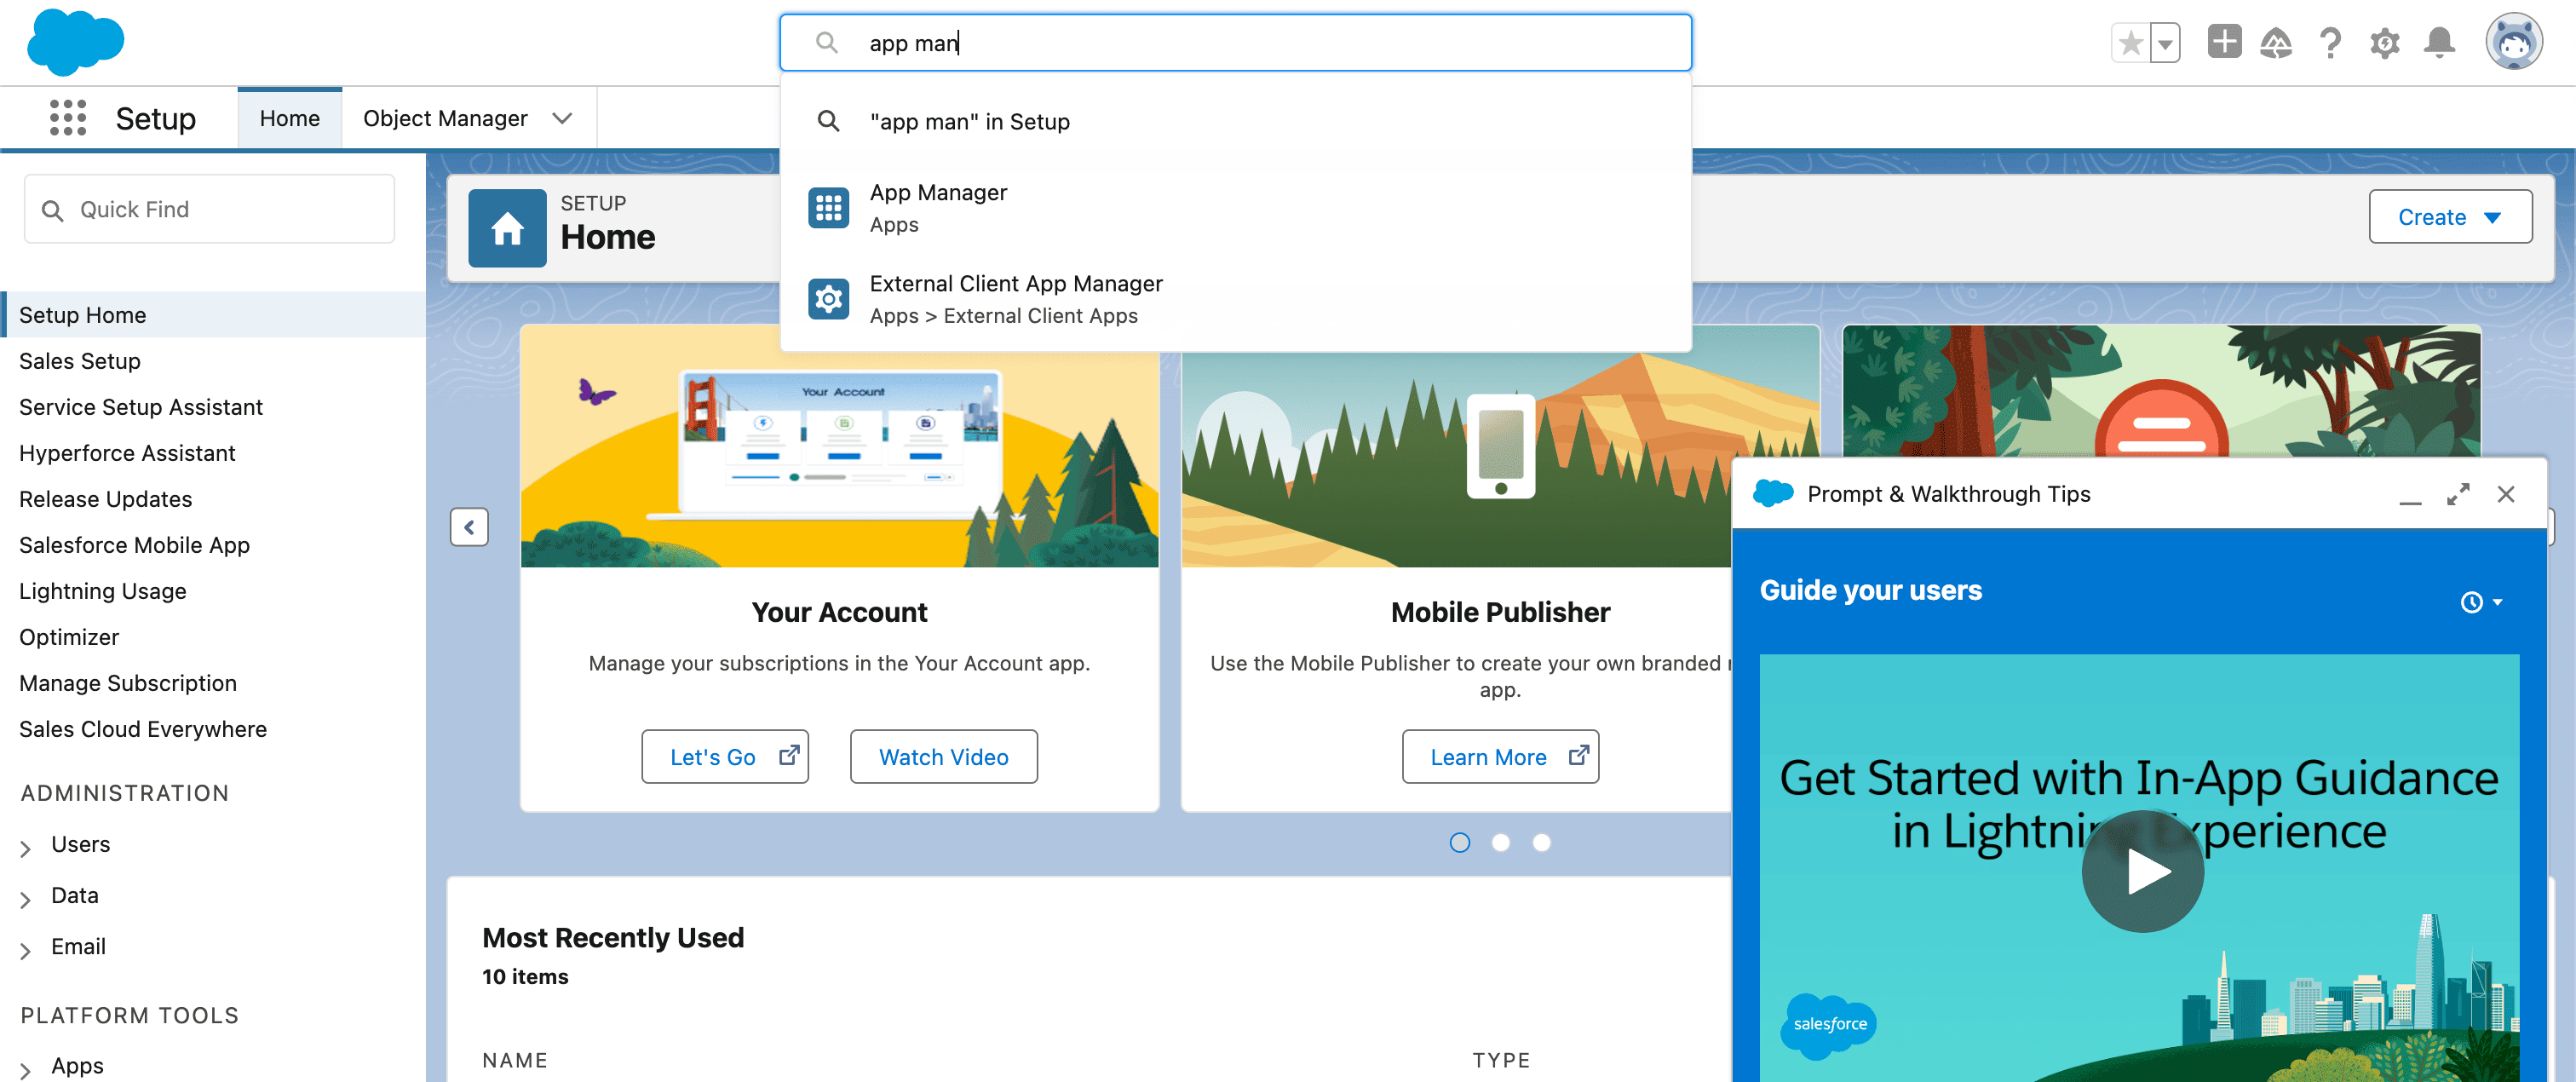 app man
"app man" in Setup
App Manager
Apps
External Client App Manager
Apps > External Client Apps
Setup
Home
Object Manager
Quick Find
Setup Home
Sales Setup
Service Setup Assistant
Hyperforce Assistant
Release Updates
Salesforce Mobile App
Lightning Usage
Optimizer
Manage Subscription
Sales Cloud Everywhere
ADMINISTRATION
Users
Data
Email
PLATFORM TOOLS
Apps
SETUP
Home
Create
Your Account
Your Account
Manage your subscriptions in the Your Account app.
Let's Go
Watch Video
Mobile Publisher
Use the Mobile Publisher to create your own branded
app.
Learn More
Most Recently Used
10 items
NAME
TYPE
Prompt & Walkthrough Tips
Guide your users
Get Started with In-App Guidance
in Lightning Experience
salesforce